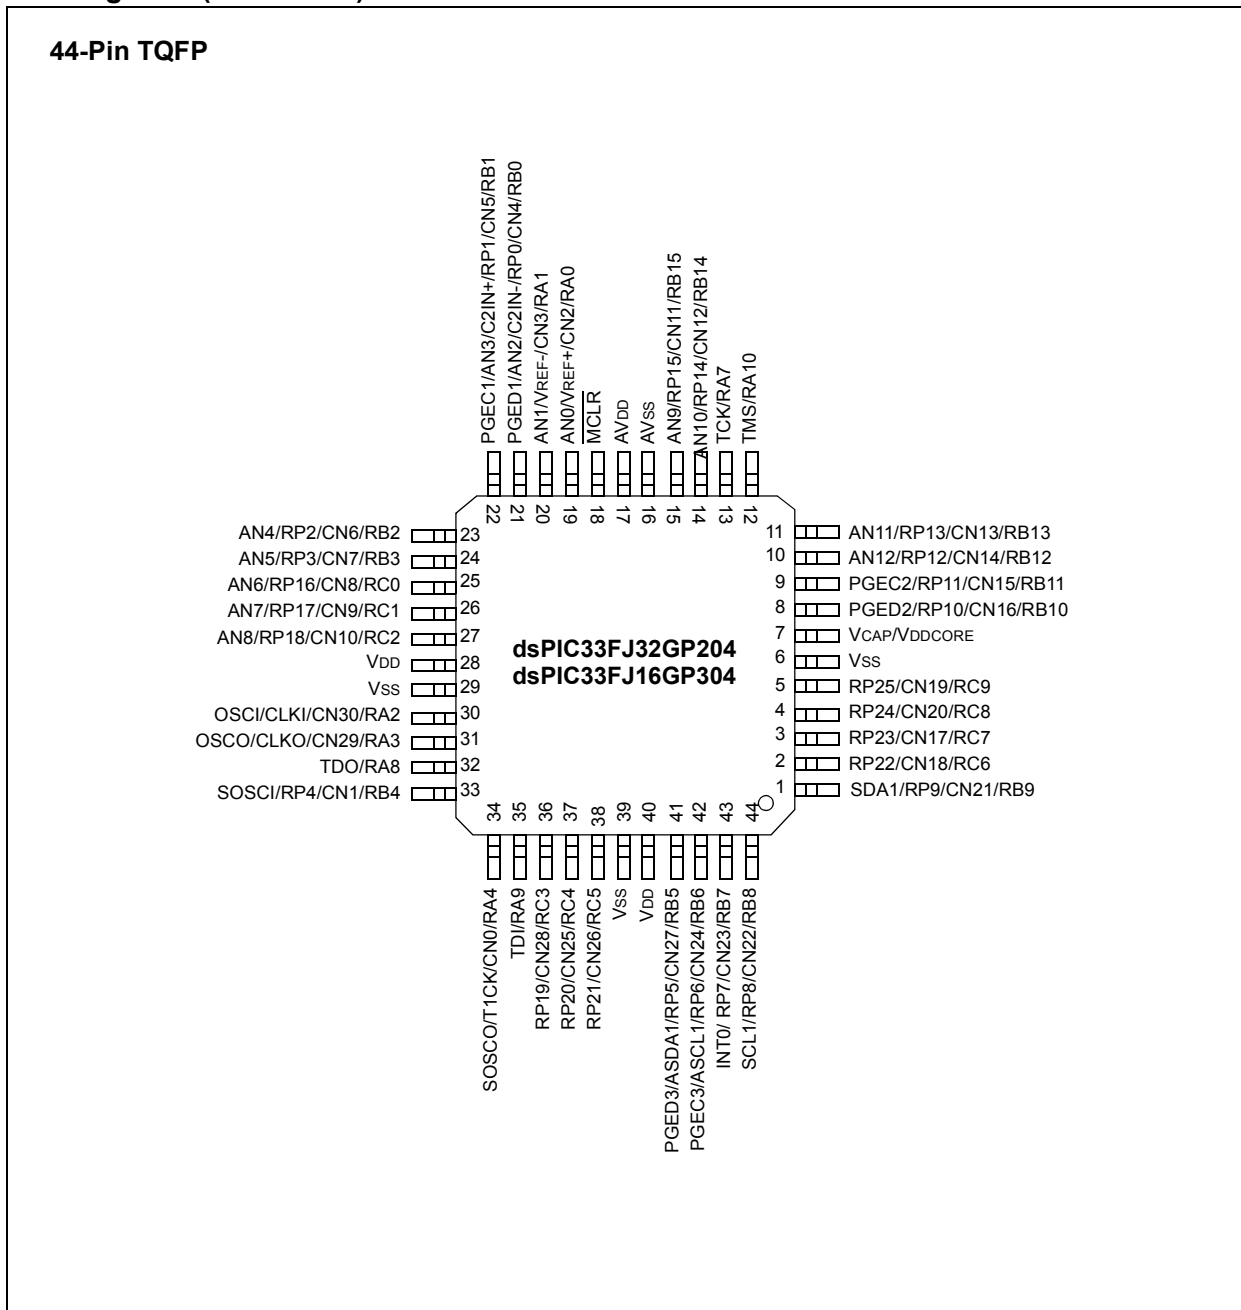 44-Pin TQFP
PGEC1/AN3/C2IN+/RP1/CN5/RB1
PGED1/AN2/C2IN-/RP0/CN4/RB0
AN1/VREF-/CN3/RA1
AN0/VREF+/CN2/RA0
MCLR
AVDD
AVSS
AN9/RP15/CN11/RB15
AN10/RP14/CN12/RB14
TCK/RA7
TMS/RA10
22
21
20
19
18
17
16
15
14
13
12
AN4/RP2/CN6/RB2 23
AN5/RP3/CN7/RB3 24
AN6/RP16/CN8/RC0 25
AN7/RP17/CN9/RC1 26
AN8/RP18/CN10/RC2 27
VDD 28
VSS 29
OSCI/CLKI/CN30/RA2 30
OSCO/CLKO/CN29/RA3 31
TDO/RA8 32
SOSCI/RP4/CN1/RB4 33
dsPIC33FJ32GP204
dsPIC33FJ16GP304
11 AN11/RP13/CN13/RB13
10 AN12/RP12/CN14/RB12
9 PGEC2/RP11/CN15/RB11
8 PGED2/RP10/CN16/RB10
7 VCAP/VDDCORE
6 VSS
5 RP25/CN19/RC9
4 RP24/CN20/RC8
3 RP23/CN17/RC7
2 RP22/CN18/RC6
1 SDA1/RP9/CN21/RB9
34
35
36
37
38
39
40
41
42
43
44
SOSCO/T1CK/CN0/RA4
TDI/RA9
RP19/CN28/RC3
RP20/CN25/RC4
RP21/CN26/RC5
VSS
VDD
PGED3/ASDA1/RP5/CN27/RB5
PGEC3/ASCL1/RP6/CN24/RB6
INT0/ RP7/CN23/RB7
SCL1/RP8/CN22/RB8